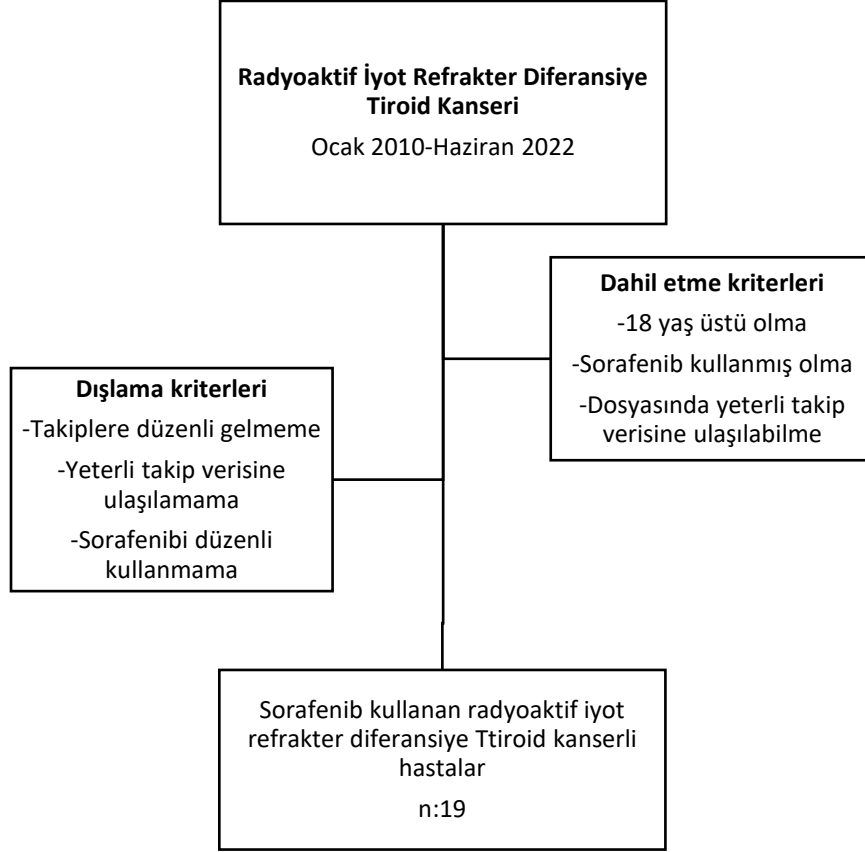 Radyoaktif İyot Refrakter Diferansiye
Tiroid Kanseri
Ocak 2010-Haziran 2022
Dahil etme kriterleri
-18 yaş üstü olma
-Sorafenib kullanmış olma
-Dosyasında yeterli takip
verisine ulaşılabilme
Dışlama kriterleri
-Takiplere düzenli gelmeme
-Yeterli takip verisine
ulaşılamama
-Sorafenibi düzenli
kullanmama
Sorafenib kullanan radyoaktif iyot
refrakter diferansiye Ttiroid kanserli
hastalar
n:19